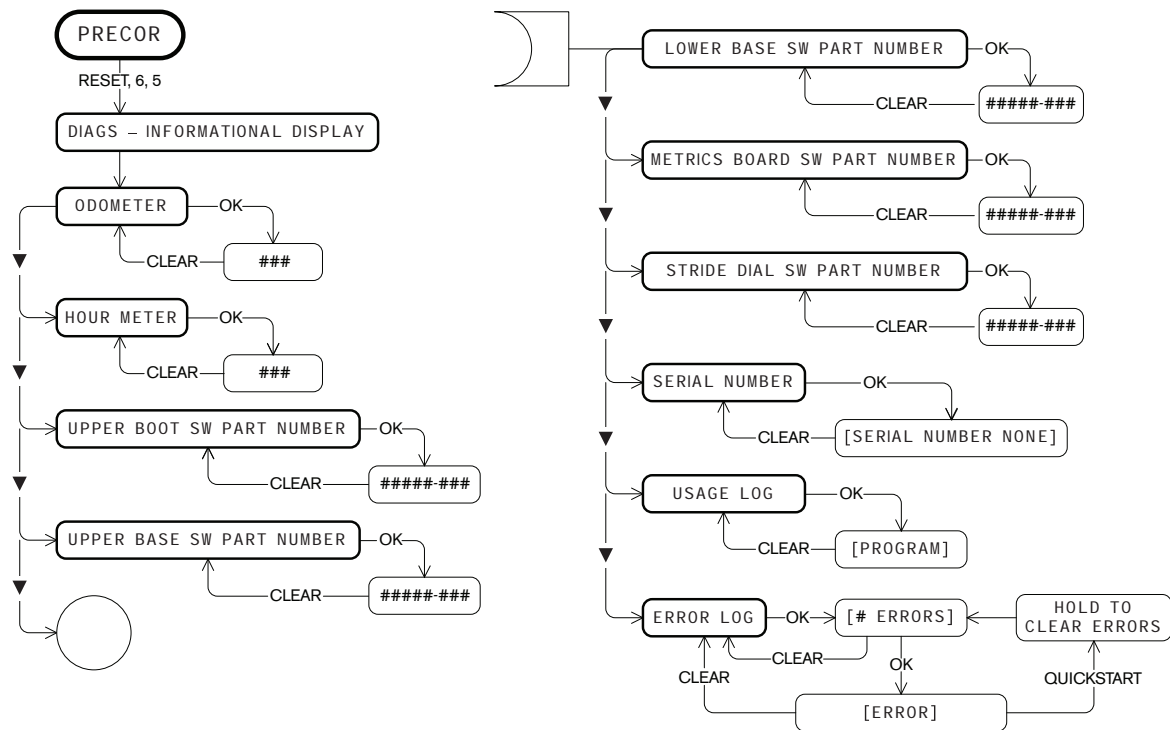 PRECOR
RESET, 6, 5
DIAGS – INFORMATIONAL DISPLAY
ODOMETER
OK
CLEAR
###
HOUR METER
OK
CLEAR
###
UPPER BOOT SW PART NUMBER
OK
CLEAR
#####-###
UPPER BASE SW PART NUMBER
OK
CLEAR
#####-###
LOWER BASE SW PART NUMBER
OK
CLEAR
#####-###
METRICS BOARD SW PART NUMBER
OK
CLEAR
#####-###
STRIDE DIAL SW PART NUMBER
OK
CLEAR
#####-###
SERIAL NUMBER
OK
CLEAR
[SERIAL NUMBER NONE]
USAGE LOG
OK
CLEAR
[PROGRAM]
ERROR LOG
OK
[# ERRORS]
HOLD TO
CLEAR ERRORS
CLEAR
OK
CLEAR
QUICKSTART
[ERROR]